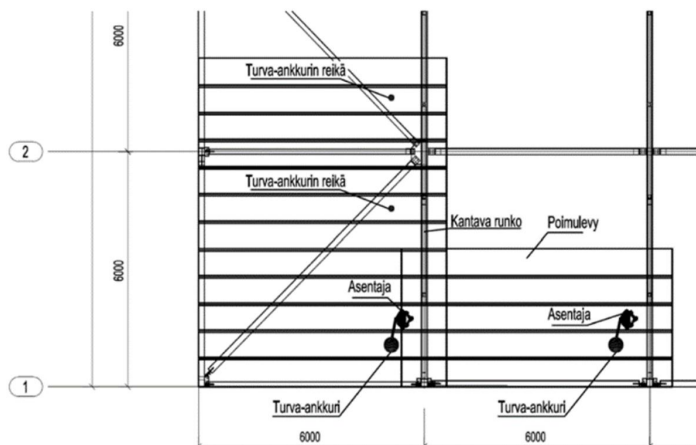 6000
Turva-ankkurin reikä
2
Turva-ankkurin reikä
Kantava runko
Poimulevy
6000
Asentaja
Asentaja
1
Turva-ankkuri
Turva-ankkuri
6000
6000